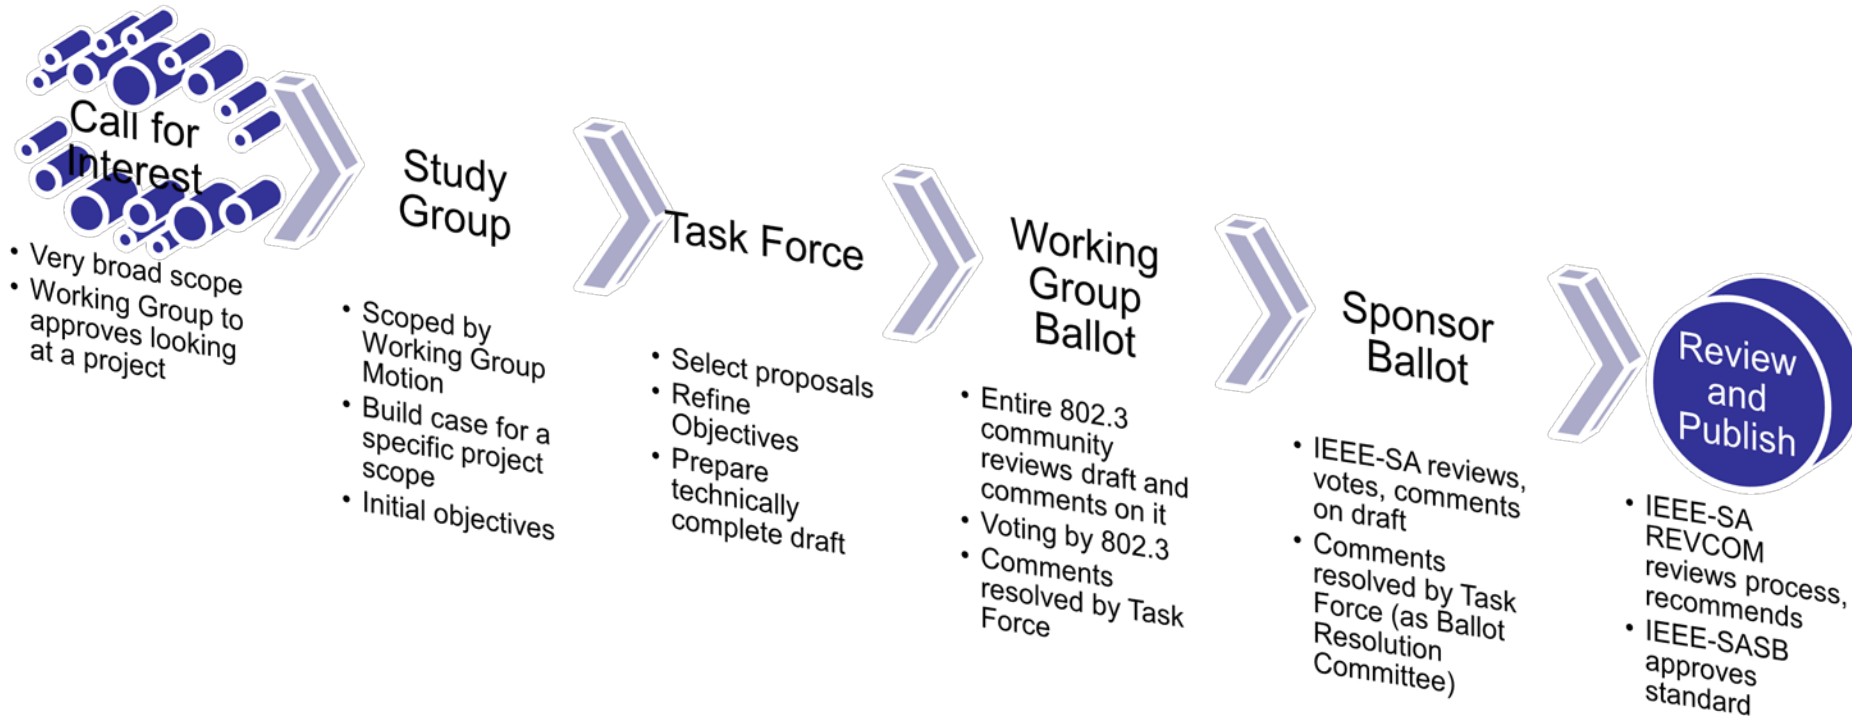 Call for
Interest
• Very broad scope
• Working Group to
approves looking
at a project
Study
Group
• Scoped by
Working Group
Motion
• Build case for a
specific project
scope
• Initial objectives
Task Force
• Select proposals
• Refine
Objectives
• Prepare
technically
complete draft
Working
Group
Ballot
• Entire 802.3
community
reviews draft and
comments on it
• Voting by 802.3
• Comments
resolved by Task
Force
Sponsor
Ballot
• IEEE-SA reviews,
votes, comments
on draft
• Comments
resolved by Task
Force (as Ballot
Resolution
Committee)
Review
and
Publish
• IEEE-SA
REVCOM
reviews process,
recommends
• IEEE-SASB
approves
standard